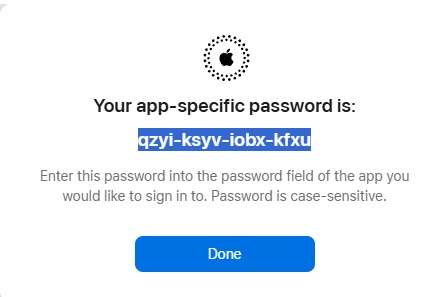 Your app-specific password is:
qzyi-ksyv-iobx-kfxu
Enter this password into the password field of the app you
would like to sign in to. Password is case-sensitive.
Done